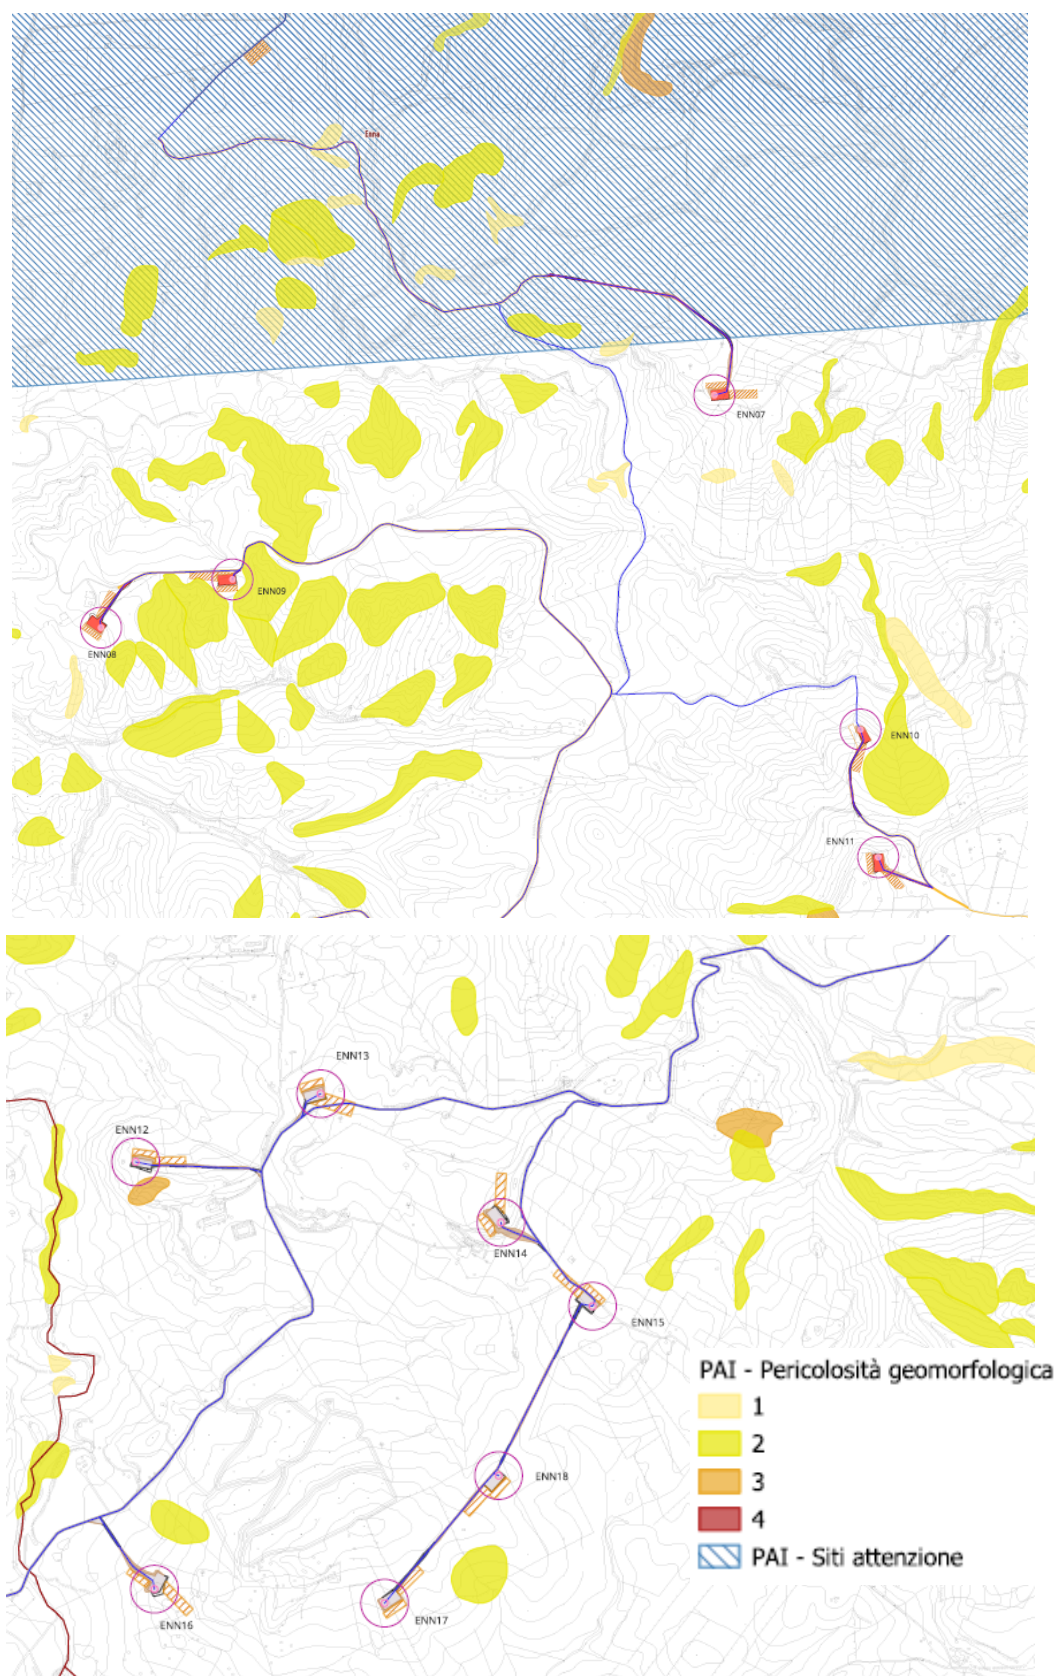 Enna
ENN07
ENN09
ENN08
ENN10
ENN11
ENN13
ENN12
ENN14
ENN15
ENN18
ENN16
ENN17
PAI - Pericolosità geomorfologica
1
2
3
4
PAI - Siti attenzione